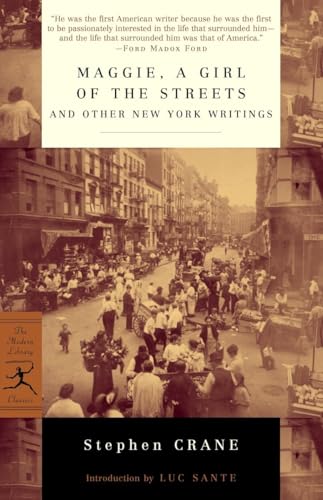 "He was the first American writer because he was the first
to be passionately interested in the life that surrounded him—
and the life that surrounded him was that of America."
—FORD MADOX FORD
MAGGIE, A GIRL
OF THE STREETS
AND OTHER NEW YORK WRITINGS
The
Modern Library
Classics
Stephen CRANE
Introduction by LUC SANTE